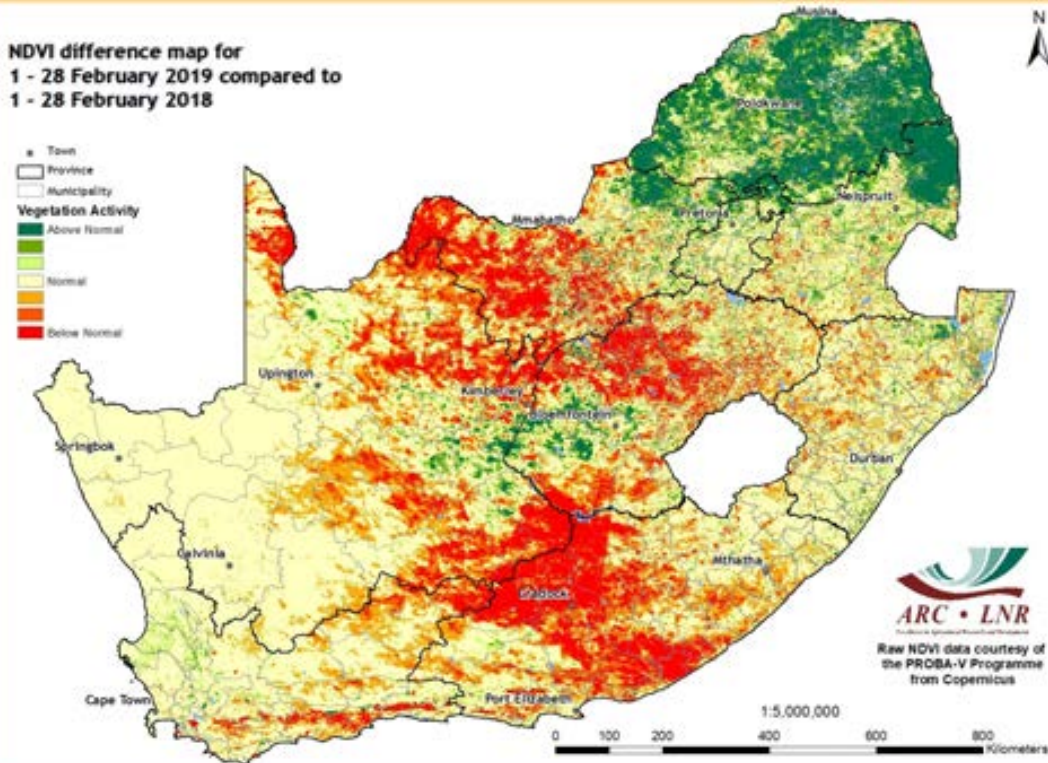 NDVI difference map for
1 - 28 February 2019 compared to
1 - 28 February 2018
N
Town
Province
Municipality
Vegetation Activity
Above Normal
Normal
Below Normal
Musina
Polokwane
Nelspruit
Pretoria
Mmabatho
Upington
Kimberley
Bloemfontein
Springbok
Durban
Calvinia
Mthatha
Cradock
Cape Town
Port Elizabeth
ARC • LNR
Raw NDVI data courtesy of
the PROBA-V Programme
from Copernicus
1:5,000,000
0 100 200 400 600 800
Kilometers